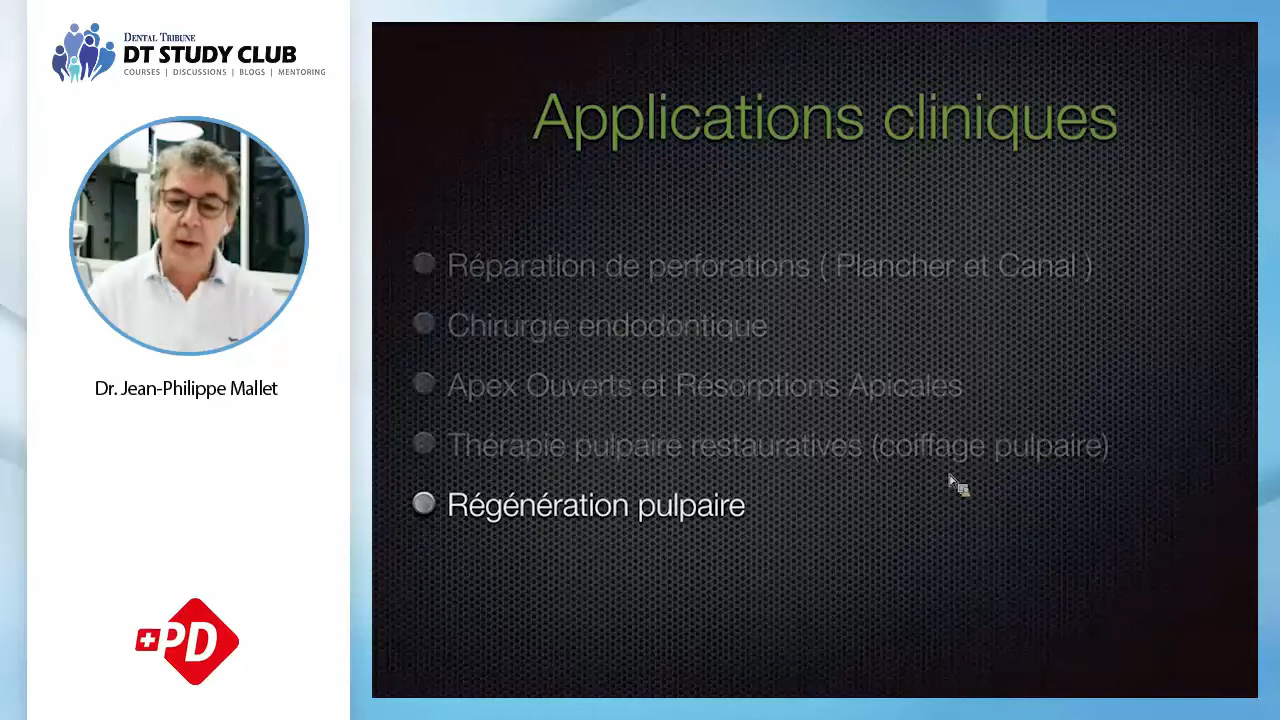 DENTAL TRIBUNE
DT STUDY CLUB
COURSES | DISCUSSIONS | BLOGS | MENTORING
Dr. Jean-Philippe Mallet
+PD
Applications cliniques
Réparation de perforations ( Plancher et Canal )
Chirurgie endodontique
Apex Ouverts et Résorptions Apicales
Thérapie pulpaire restauratives (coiffage pulpaire)
Régénération pulpaire